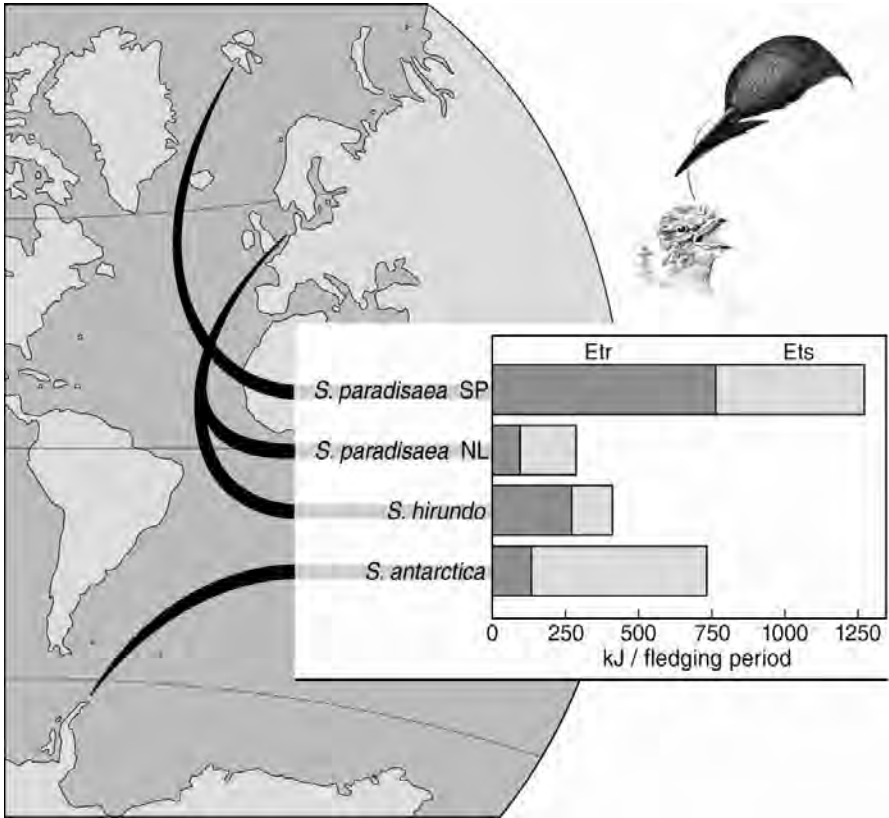 Etr Ets
S. paradisaea SP
S. paradisaea NL
S. hirundo
S. antarctica
0 250 500 750 1000 1250
kJ / fledging period